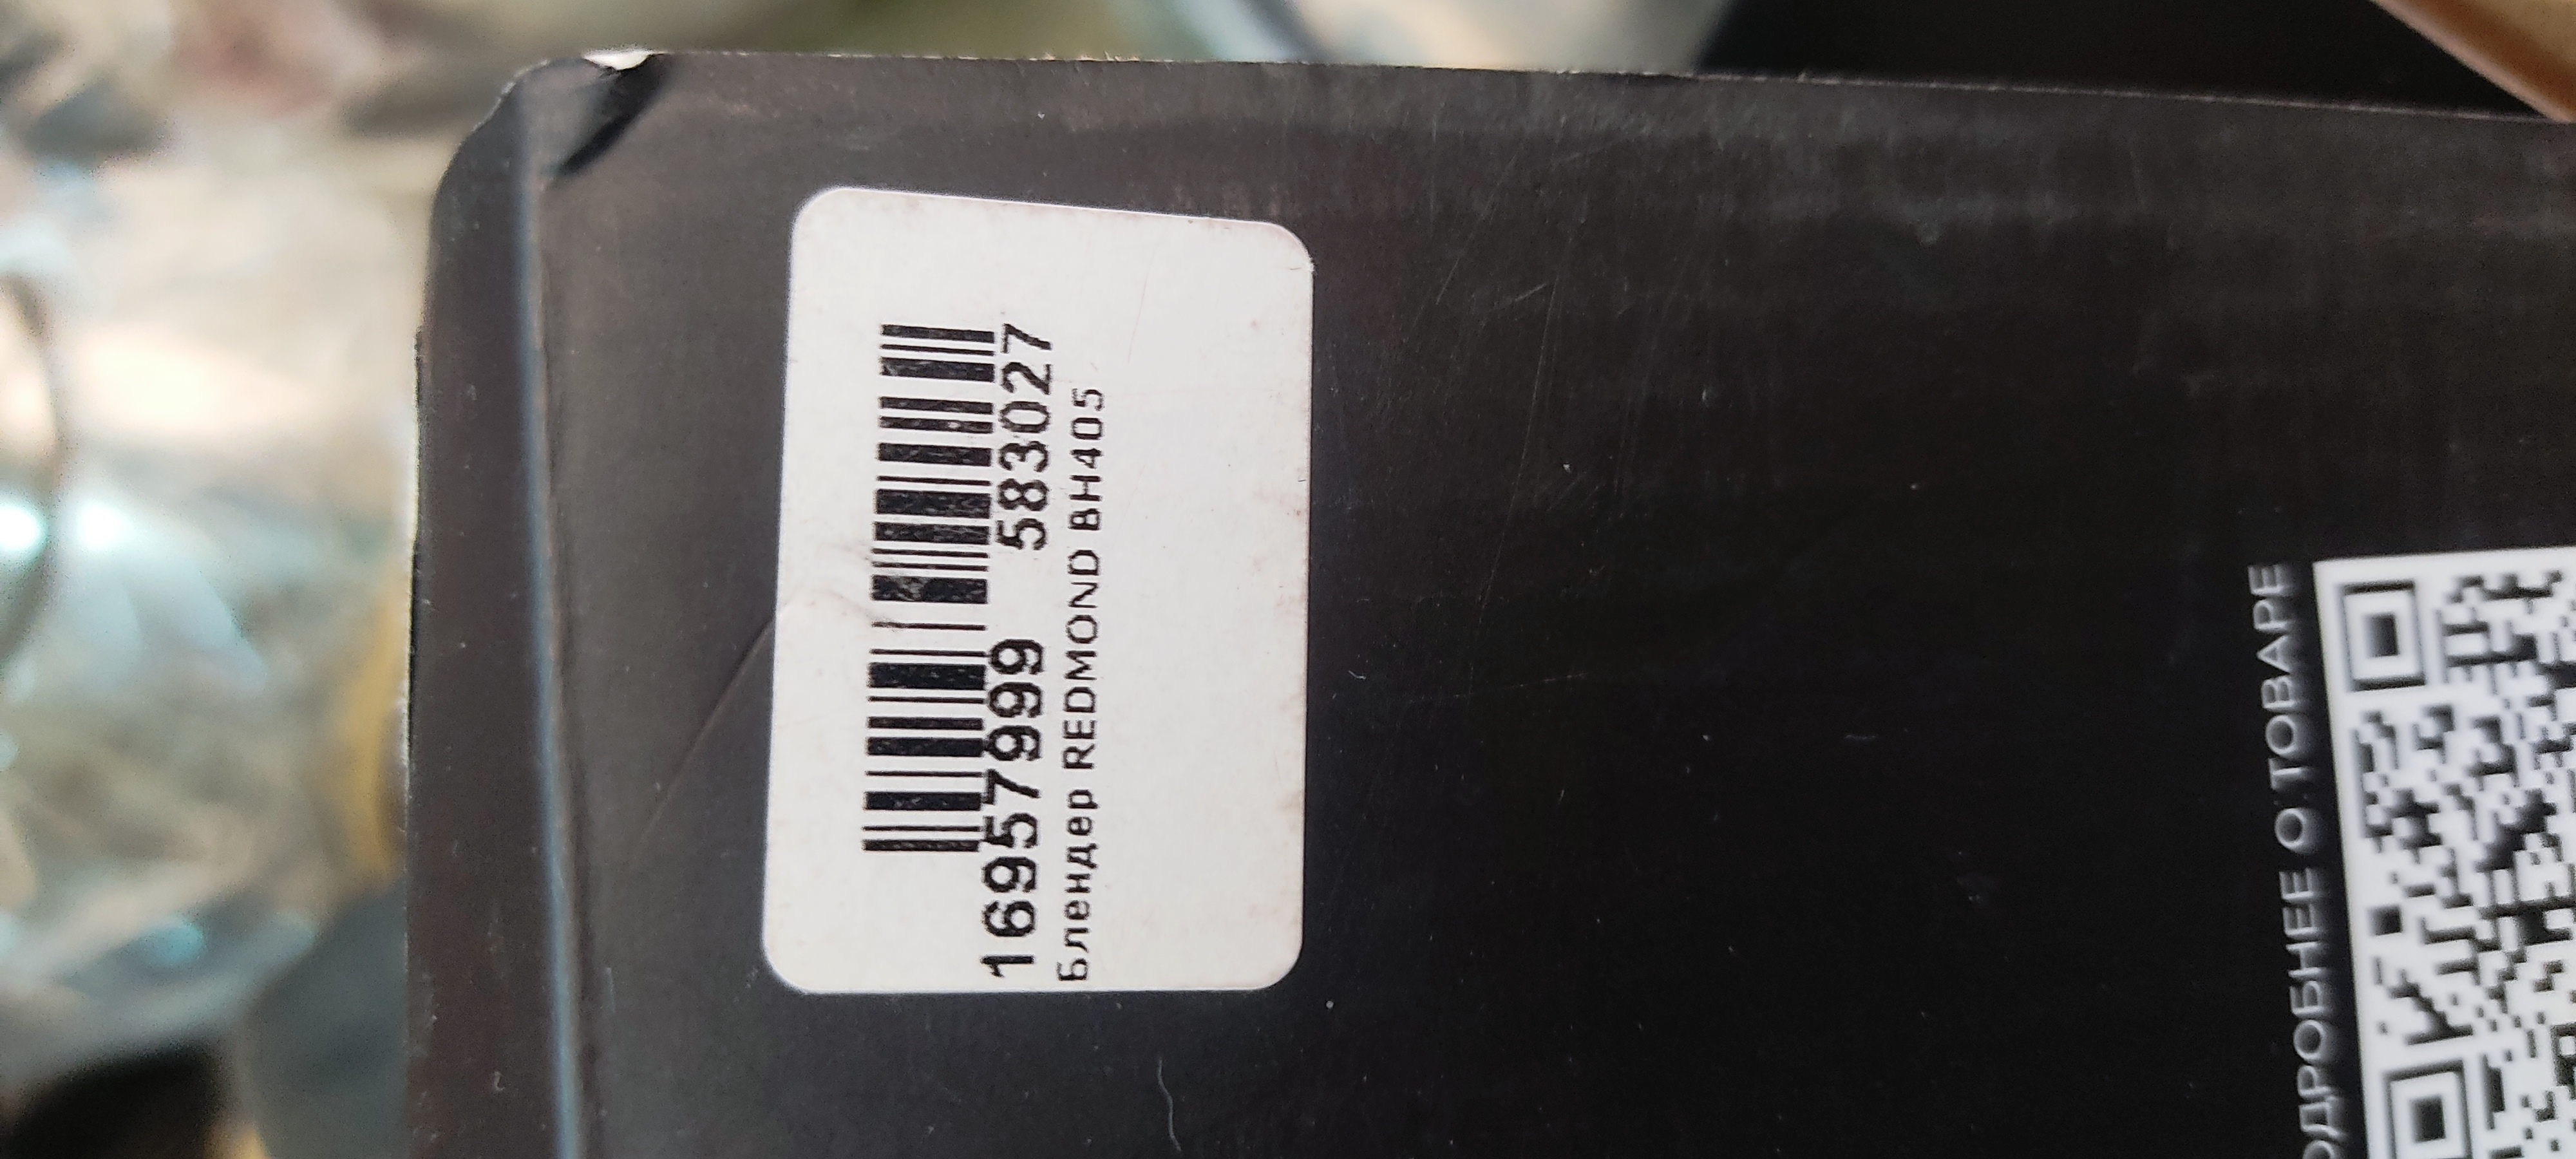 16957999 583027
Блендер REDMOND BH405
ОДРОБНЕЕ О ТОВАРЕ